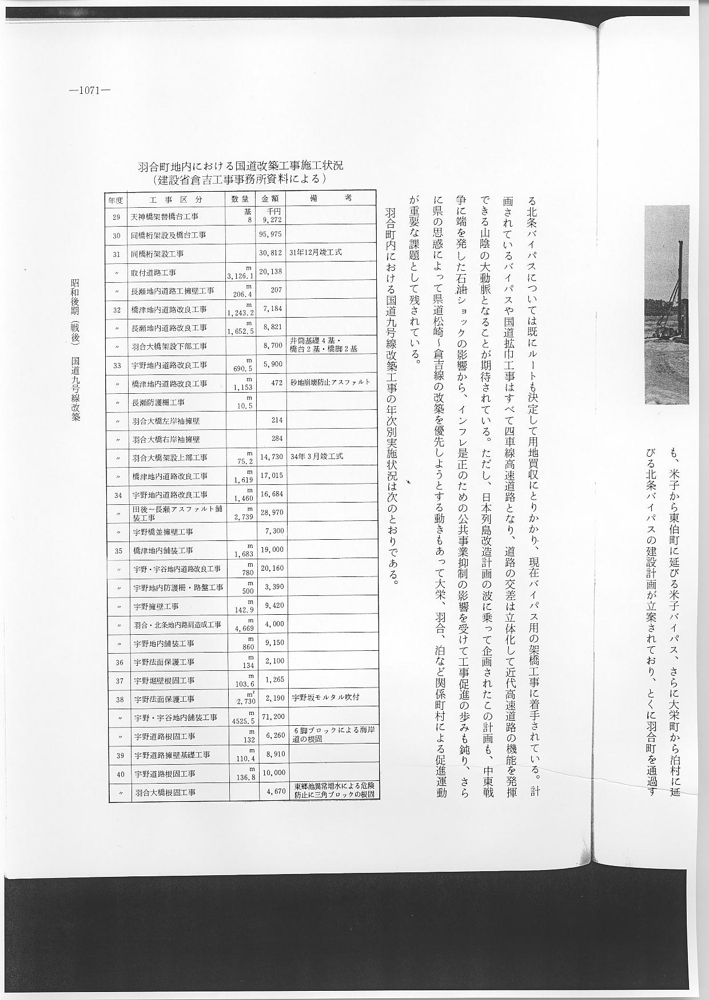 も、米子から東伯町に延びる米子バイパス、さらに大栄町から泊村に延
びる北条バイパスの建設計画が立案されており、とくに羽合町を通過す
る北条バイパスについては既にルートも決定して用地買収にとりかかり、現在バイパス用の架橋工事に着手されている。計
画されているバイパスや国道拡巾工事はすべて四車線高速道路となり、道路の交差は立体化して近代高速道路の機能を発揮
できる山陰の大動脈となることが期待されている。ただし、日本列島改造計画の波に乗って企画されたこの計画も、中東戦
争に端を発した石油ショックの影響から、インフレ是正のための公共事業抑制の影響を受けて工事促進の歩みも鈍り、さら
に県の思惑によって県道松崎～倉吉線の改築を優先しようとする動きもあって大栄、羽合、泊など関係町村による促進運動
が重要な課題として残されている。
羽合町内における国道九号線改築工事の年次別実施状況は次のとおりである。
羽合町地内における国道改築工事施工状況
（建設省倉吉工事事務所資料による）
年度 工事区分 数量 金額 備考
29 天神橋架替橋台工事 基 8 千円 9,272
30 同橋桁架設及橋台工事 95,975
31 同橋桁架設工事 30,812 31年12月竣工式
〃 取付道路工事 m 3,126.1 20,138
〃 長瀬地内道路工擁壁工事 m 206.4 207
32 橋津地内道路改良工事 m 1,243.2 7,184
〃 長瀬地内道路改良工事 m 1,652.5 8,821
〃 羽合大橋架設下部工事 8,700 井筒基礎4基・
橋台2基・橋脚2基
33 宇野地内道路改良工事 m 690.5 5,900
〃 橋津地内道路改良工事 m 1,153 472 砂地崩壊防止アスファルト
〃 長瀬防護柵工事 m 10.5
〃 羽合大橋左岸袖擁壁 214
〃 羽合大橋右岸袖擁壁 284
〃 羽合大橋架設上部工事 m 75.2 14,730 34年3月竣工式
〃 橋津地内道路改良工事 m 1,619 17,015
34 宇野地内道路改良工事 m 1,460 16,684
〃 田後～長瀬アスファルト舗
装工事 m 2,739 28,970
〃 宇野橋並擁壁工事 7,300
35 橋津地内舗装工事 m 1,683 19,000
〃 宇野・宇谷地内道路改良工事 m 780 20,160
〃 宇野地内防護柵・路盤工事 m 500 3,390
〃 宇野擁壁工事 m 142.9 9,420
〃 羽合・北条地内路肩造成工事 m 4,669 4,000
〃 宇野地内舗装工事 m 860 9,150
36 宇野法面保護工事 m 134 2,100
37 宇野堀壁根固工事 m 103.6 1,265
38 宇野法面保護工事 m² 2,730 2,190 宇野坂モルタル吹付
〃 宇野・宇谷地内舗装工事 m 4525.5 71,200
〃 宇野道路根固工事 m 132 6,260 6脚ブロックによる海岸
道の根固
39 宇野道路擁壁基礎工事 m 110.4 8,910
40 宇野道路根固工事 m 136.8 10,000
〃 羽合大橋根固工事 4,670 東郷池異常増水による危険
防止に三角ブロックの根固
昭和後期（戦後） 国道九号線改築
—1071—